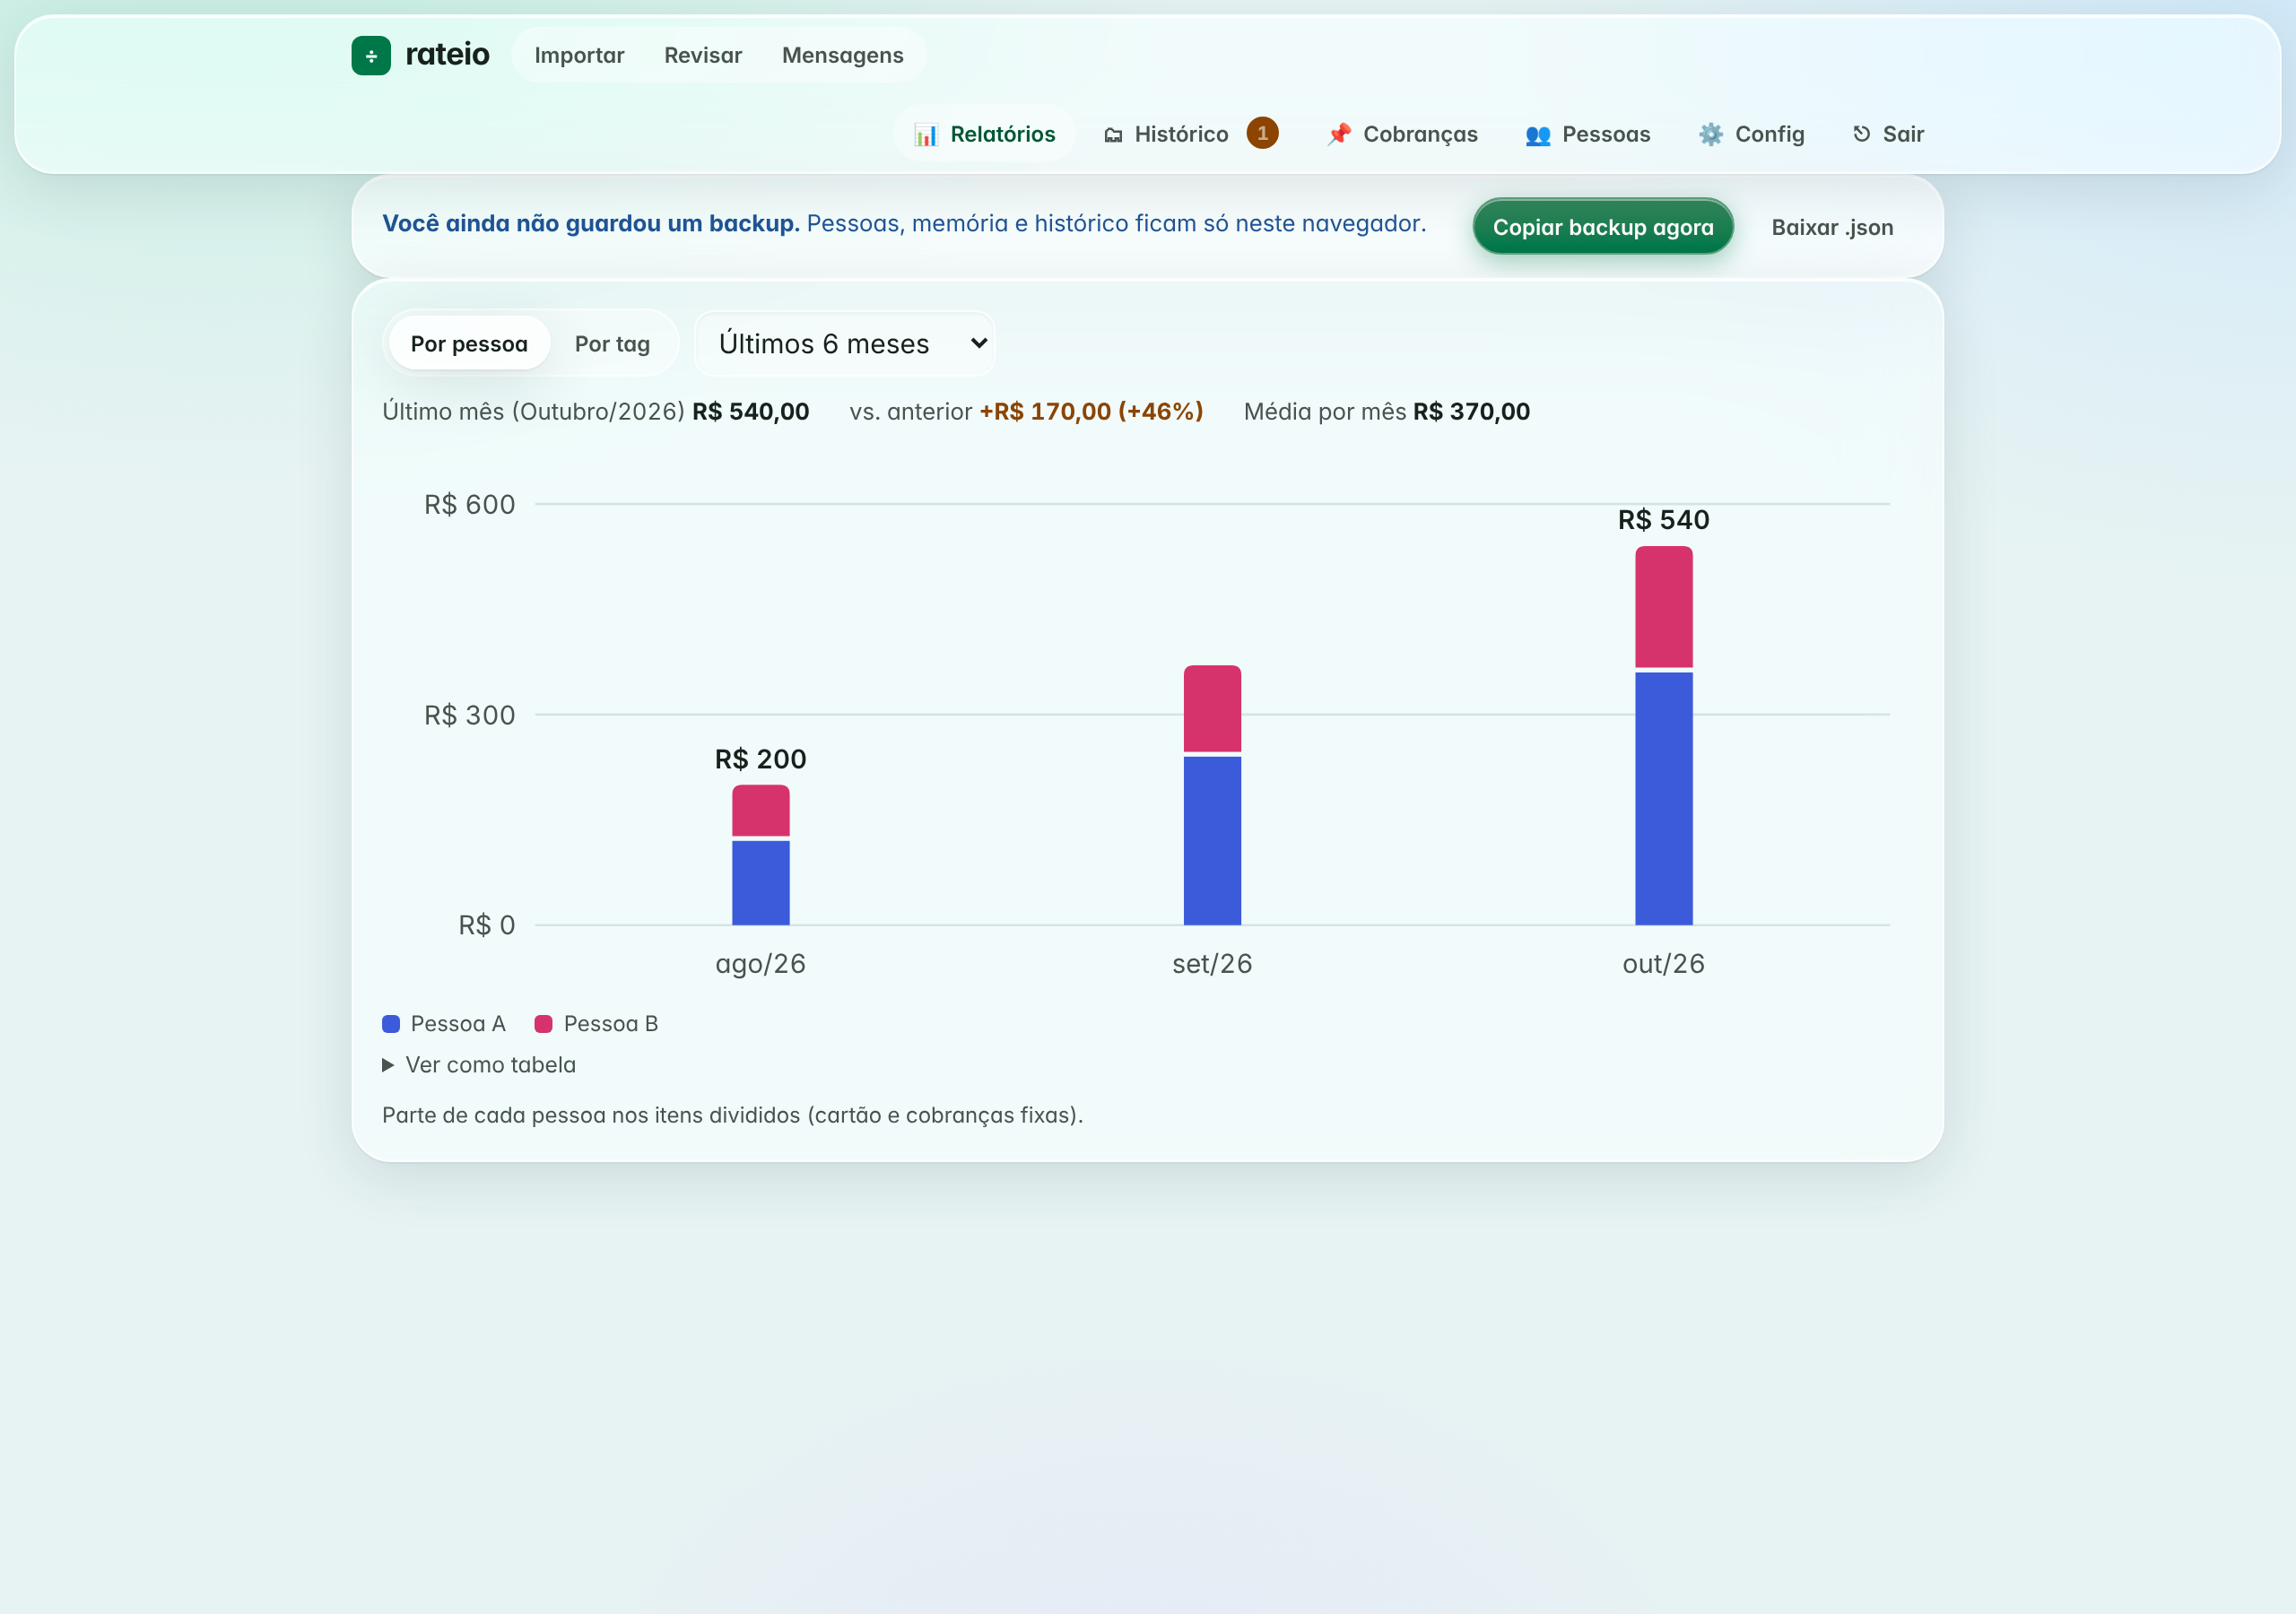 ÷ rateio Importar Revisar Mensagens
Relatórios Histórico 1 Cobranças Pessoas Config Sair
Você ainda não guardou um backup. Pessoas, memória e histórico ficam só neste navegador. Copiar backup agora Baixar .json
Por pessoa Por tag Últimos 6 meses
Último mês (Outubro/2026) R$ 540,00 vs. anterior +R$ 170,00 (+46%) Média por mês R$ 370,00
R$ 600
R$ 540
R$ 300
R$ 200
R$ 0
ago/26 set/26 out/26
Pessoa A Pessoa B
Ver como tabela
Parte de cada pessoa nos itens divididos (cartão e cobranças fixas).